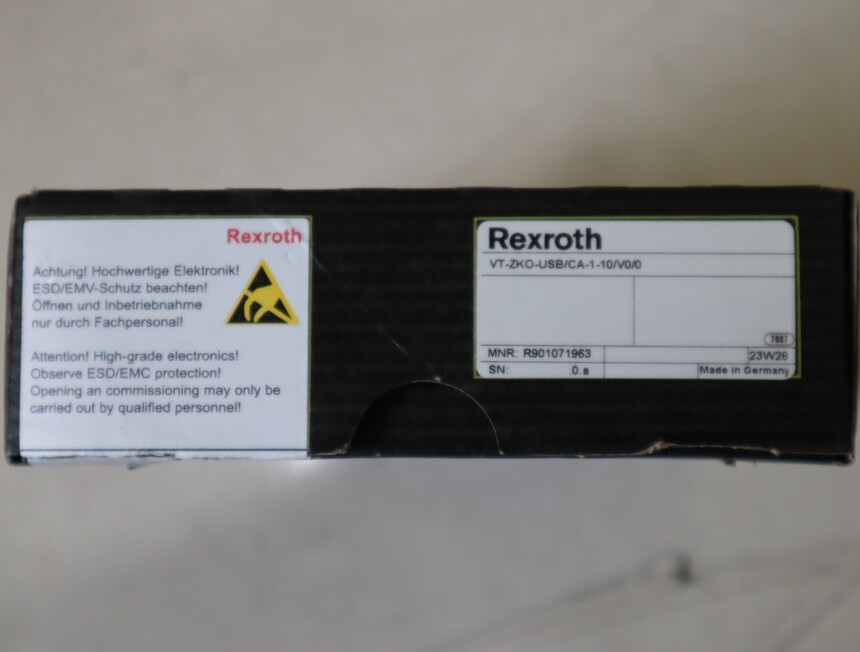 Rexroth
Achtung! Hochwertige Elektronik!
ESD/EMV-Schutz beachten!
Öffnen und Inbetriebnahme
nur durch Fachpersonal!
Attention! High-grade electronics!
Observe ESD/EMC protection!
Opening an commissioning may only be
carried out by qualified personnel!
Rexroth
VT-ZKO-USB/CA-1-10/V0/0
7887
MNR: R901071963
23W28
SN: .0.a
Made in Germany